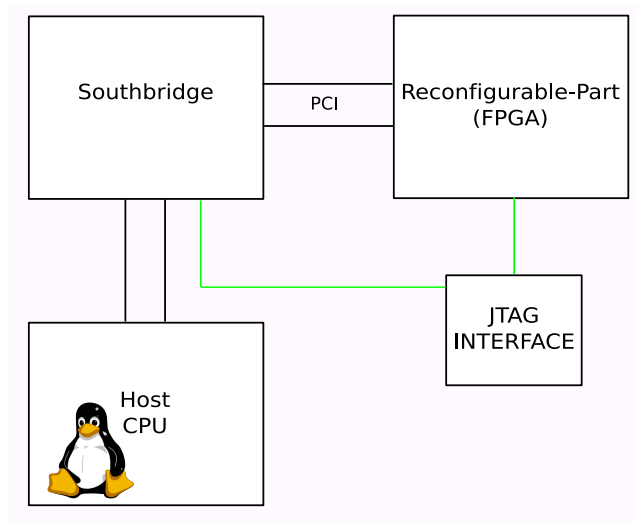 Southbridge
PCI
Reconfigurable-Part
(FPGA)
JTAG
INTERFACE
Host
CPU